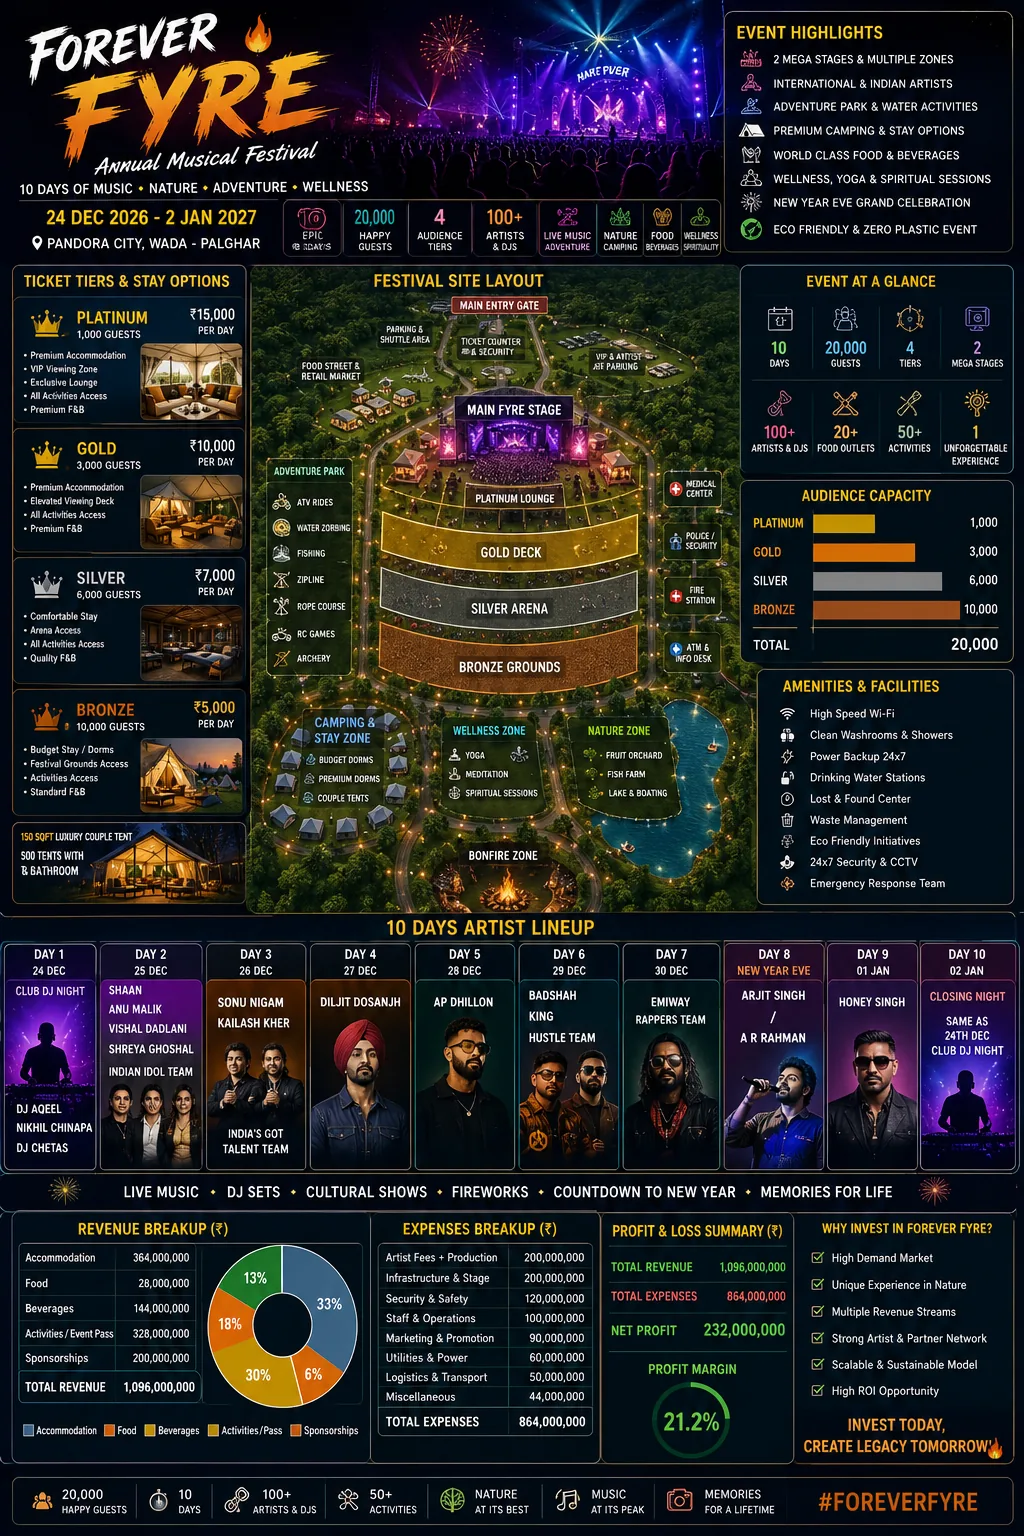 FOREVER
FYRE
Annual Musical Festival
10 DAYS OF MUSIC • NATURE • ADVENTURE • WELLNESS
24 DEC 2026 - 2 JAN 2027
PANDORA CITY, WADA - PALGHAR
10
EPIC
DAYS
20,000
HAPPY
GUESTS
4
AUDIENCE
TIERS
100+
ARTISTS
& DJS
LIVE MUSIC
ADVENTURE
NATURE
CAMPING
FOOD
BEVERAGES
WELLNESS
SPIRITUALITY
EVENT HIGHLIGHTS
2 MEGA STAGES & MULTIPLE ZONES
INTERNATIONAL & INDIAN ARTISTS
ADVENTURE PARK & WATER ACTIVITIES
PREMIUM CAMPING & STAY OPTIONS
WORLD CLASS FOOD & BEVERAGES
WELLNESS, YOGA & SPIRITUAL SESSIONS
NEW YEAR EVE GRAND CELEBRATION
ECO FRIENDLY & ZERO PLASTIC EVENT
TICKET TIERS & STAY OPTIONS
PLATINUM
1,000 GUESTS
₹15,000
PER DAY
• Premium Accommodation
• VIP Viewing Zone
• Exclusive Lounge
• All Activities Access
• Premium F&B
GOLD
3,000 GUESTS
₹10,000
PER DAY
• Premium Accommodation
• Elevated Viewing Deck
• All Activities Access
• Premium F&B
SILVER
6,000 GUESTS
₹7,000
PER DAY
• Comfortable Stay
• Arena Access
• All Activities Access
• Quality F&B
BRONZE
10,000 GUESTS
₹5,000
PER DAY
• Budget Stay / Dorms
• Festival Grounds Access
• Activities Access
• Standard F&B
150 SQFT LUXURY COUPLE TENT
500 TENTS WITH
& BATHROOM
FESTIVAL SITE LAYOUT
MAIN ENTRY GATE
PARKING &
SHUTTLE AREA
TICKET COUNTER
& SECURITY
VIP & ARTIST
PARKING
FOOD STREET &
RETAIL MARKET
MAIN FYRE STAGE
PLATINUM LOUNGE
GOLD DECK
SILVER ARENA
BRONZE GROUNDS
ADVENTURE PARK
ATV RIDES
WATER ZORBING
FISHING
ZIPLINE
ROPE COURSE
RC GAMES
ARCHERY
MEDICAL
CENTER
POLICE /
SECURITY
FIRE
STATION
ATM &
INFO DESK
CAMPING &
STAY ZONE
BUDGET DORMS
PREMIUM DORMS
COUPLE TENTS
WELLNESS ZONE
YOGA
MEDITATION
SPIRITUAL SESSIONS
NATURE ZONE
FRUIT ORCHARD
FISH FARM
LAKE & BOATING
BONFIRE ZONE
EVENT AT A GLANCE
10
DAYS
20,000
GUESTS
4
TIERS
2
MEGA STAGES
100+
ARTISTS & DJS
20+
FOOD OUTLETS
50+
ACTIVITIES
1
UNFORGETTABLE
EXPERIENCE
AUDIENCE CAPACITY
PLATINUM 1,000
GOLD 3,000
SILVER 6,000
BRONZE 10,000
TOTAL 20,000
AMENITIES & FACILITIES
High Speed Wi-Fi
Clean Washrooms & Showers
Power Backup 24x7
Drinking Water Stations
Lost & Found Center
Waste Management
Eco Friendly Initiatives
24x7 Security & CCTV
Emergency Response Team
10 DAYS ARTIST LINEUP
DAY 1
24 DEC
CLUB DJ NIGHT
DJ AQEEL
NIKHIL CHINAPA
DJ CHETAS
DAY 2
25 DEC
SHAAN
ANU MALIK
VISHAL DADLANI
SHREYA GHOSHAL
INDIAN IDOL TEAM
DAY 3
26 DEC
SONU NIGAM
KAILASH KHER
INDIA'S GOT
TALENT TEAM
DAY 4
27 DEC
DILJIT DOSANJH
DAY 5
28 DEC
AP DHILLON
DAY 6
29 DEC
BADSHAH
KING
HUSTLE TEAM
DAY 7
30 DEC
EMIWAY
RAPPERS TEAM
DAY 8
NEW YEAR EVE
ARJIT SINGH
/
A R RAHMAN
DAY 9
01 JAN
HONEY SINGH
DAY 10
02 JAN
CLOSING NIGHT
SAME AS
24TH DEC
CLUB DJ NIGHT
LIVE MUSIC • DJ SETS • CULTURAL SHOWS • FIREWORKS • COUNTDOWN TO NEW YEAR • MEMORIES FOR LIFE
REVENUE BREAKUP (₹)
Accommodation 364,000,000
Food 28,000,000
Beverages 144,000,000
Activities / Event Pass 328,000,000
Sponsorships 200,000,000
TOTAL REVENUE 1,096,000,000
13%
33%
18%
30%
6%
Accommodation Food Beverages Activities/Pass Sponsorships
EXPENSES BREAKUP (₹)
Artist Fees + Production 200,000,000
Infrastructure & Stage 200,000,000
Security & Safety 120,000,000
Staff & Operations 100,000,000
Marketing & Promotion 90,000,000
Utilities & Power 60,000,000
Logistics & Transport 50,000,000
Miscellaneous 44,000,000
TOTAL EXPENSES 864,000,000
PROFIT & LOSS SUMMARY (₹)
TOTAL REVENUE 1,096,000,000
TOTAL EXPENSES 864,000,000
NET PROFIT 232,000,000
PROFIT MARGIN
21.2%
WHY INVEST IN FOREVER FYRE?
High Demand Market
Unique Experience in Nature
Multiple Revenue Streams
Strong Artist & Partner Network
Scalable & Sustainable Model
High ROI Opportunity
INVEST TODAY,
CREATE LEGACY TOMORROW!
20,000
HAPPY GUESTS
10
DAYS
100+
ARTISTS & DJS
50+
ACTIVITIES
NATURE
AT ITS BEST
MUSIC
AT ITS PEAK
MEMORIES
FOR A LIFETIME
#FOREVERFYRE